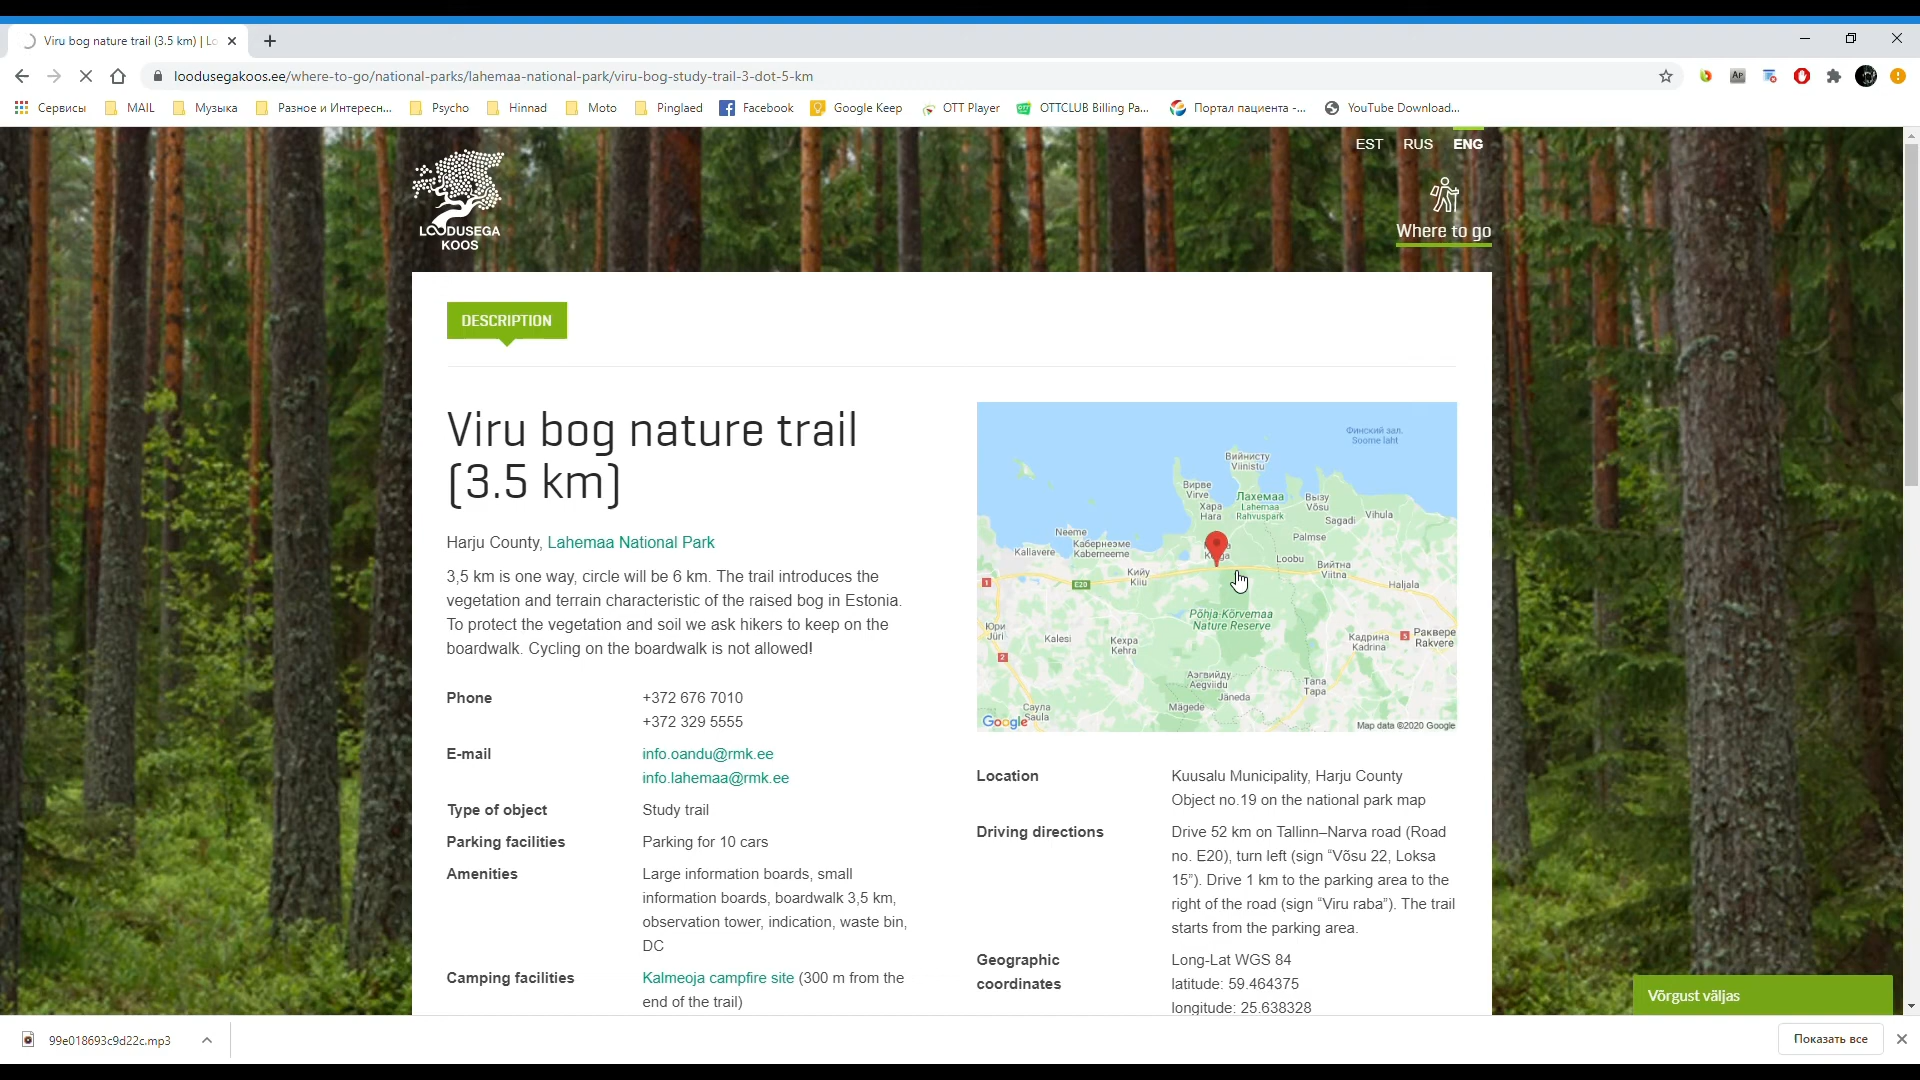 Viru bog nature trail (3.5 km) | Lo
loodusegakoos.ee/where-to-go/national-parks/lahemaa-national-park/viru-bog-study-trail-3-dot-5-km
Сервисы MAIL Музыка Разное и Интересн... Psycho Hinnad Moto Pinglaed Facebook Google Keep OTT Player OTTCLUB Billing Pa... Портал пациента -... YouTube Download...
EST RUS ENG
LOODUSEGA
KOOS
Where to go
DESCRIPTION
Viru bog nature trail
(3.5 km)
Harju County, Lahemaa National Park
3,5 km is one way, circle will be 6 km. The trail introduces the
vegetation and terrain characteristic of the raised bog in Estonia.
To protect the vegetation and soil we ask hikers to keep on the
boardwalk. Cycling on the boardwalk is not allowed!
Phone +372 676 7010
+372 329 5555
E-mail info.oandu@rmk.ee
info.lahemaa@rmk.ee
Type of object Study trail
Parking facilities Parking for 10 cars
Amenities Large information boards, small
information boards, boardwalk 3,5 km,
observation tower, indication, waste bin,
DC
Camping facilities Kalmeoja campfire site (300 m from the
end of the trail)
Финский зал.
Soome laht
Вийнисту
Viinistu
Вирве
Virve
Хара
Hara
Лахемаа
Lahemaa
Rahvuspark
Вызу
Võsu
Vihula
Sagadi
Palmse
Neeme
Кабернеэме
Kaberneeme
Kallavere
Loobu
Вийтна
Viitna
Кийу
Kiiu
E20
1
Haljala
Põhja-Kõrvemaa
Nature Reserve
Юри
Jüri
Kalesi
Кехра
Kehra
Кадрина
Kadrina
5
Раквере
Rakvere
2
Аэгвийду
Aegviidu
Jäneda
Тапа
Tapa
Mägede
Саула
Saula
Google
Map data ©2020 Google
Location Kuusalu Municipality, Harju County
Object no.19 on the national park map
Driving directions Drive 52 km on Tallinn–Narva road (Road
no. E20), turn left (sign “Võsu 22, Loksa
15”). Drive 1 km to the parking area to the
right of the road (sign “Viru raba”). The trail
starts from the parking area.
Geographic
coordinates
Long-Lat WGS 84
latitude: 59.464375
longitude: 25.638328
Võrgust väljas
99e018693c9d22c.mp3
Показать все